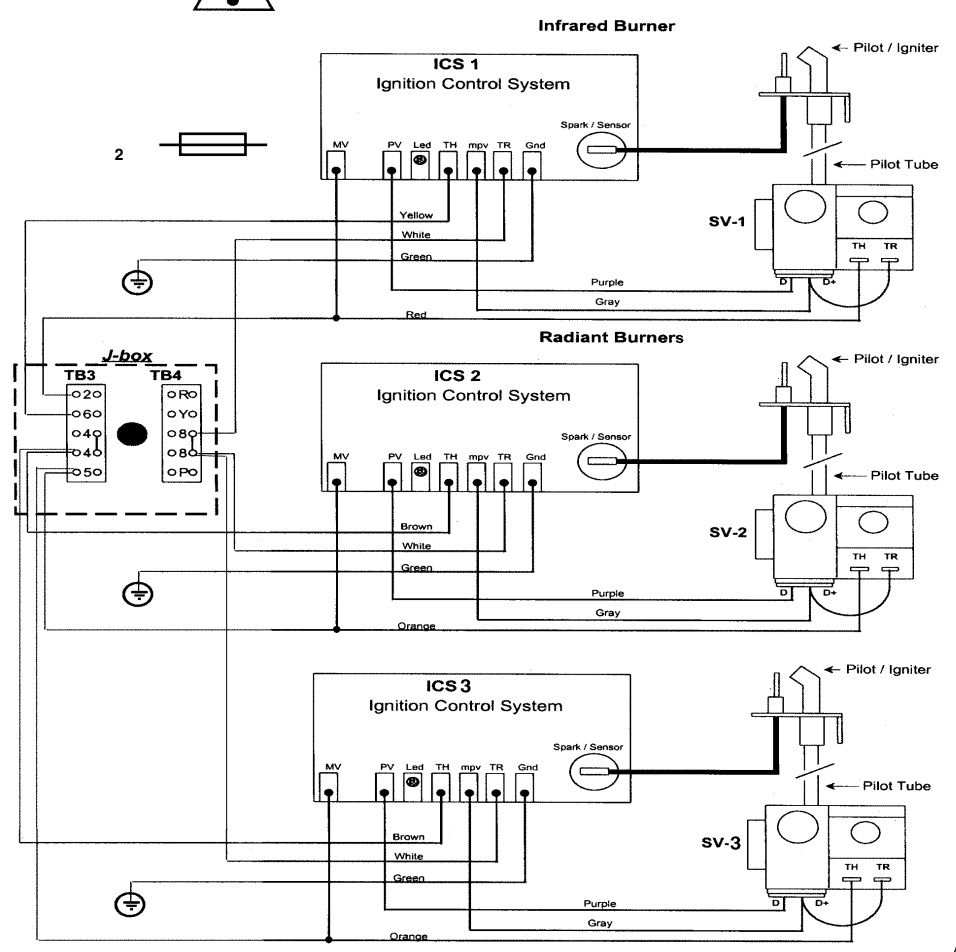 Infrared Burner
ICS 1
Ignition Control System
Pilot / Igniter
Spark / Sensor
MV PV Led TH mpv TR Gnd
2
Pilot Tube
SV-1
TH TR
Yellow
White
Green
D D+
Purple
Gray
Red
Radiant Burners
J-box
TB3 TB4
2 R
6 Y
4 8
4 8
5 P
ICS 2
Ignition Control System
Pilot / Igniter
Spark / Sensor
MV PV Led TH mpv TR Gnd
Pilot Tube
SV-2
TH TR
Brown
White
Green
D D+
Purple
Gray
Orange
ICS 3
Ignition Control System
Pilot / Igniter
Spark / Sensor
MV PV Led TH mpv TR Gnd
Pilot Tube
SV-3
TH TR
Brown
White
Green
D D+
Purple
Gray
Orange